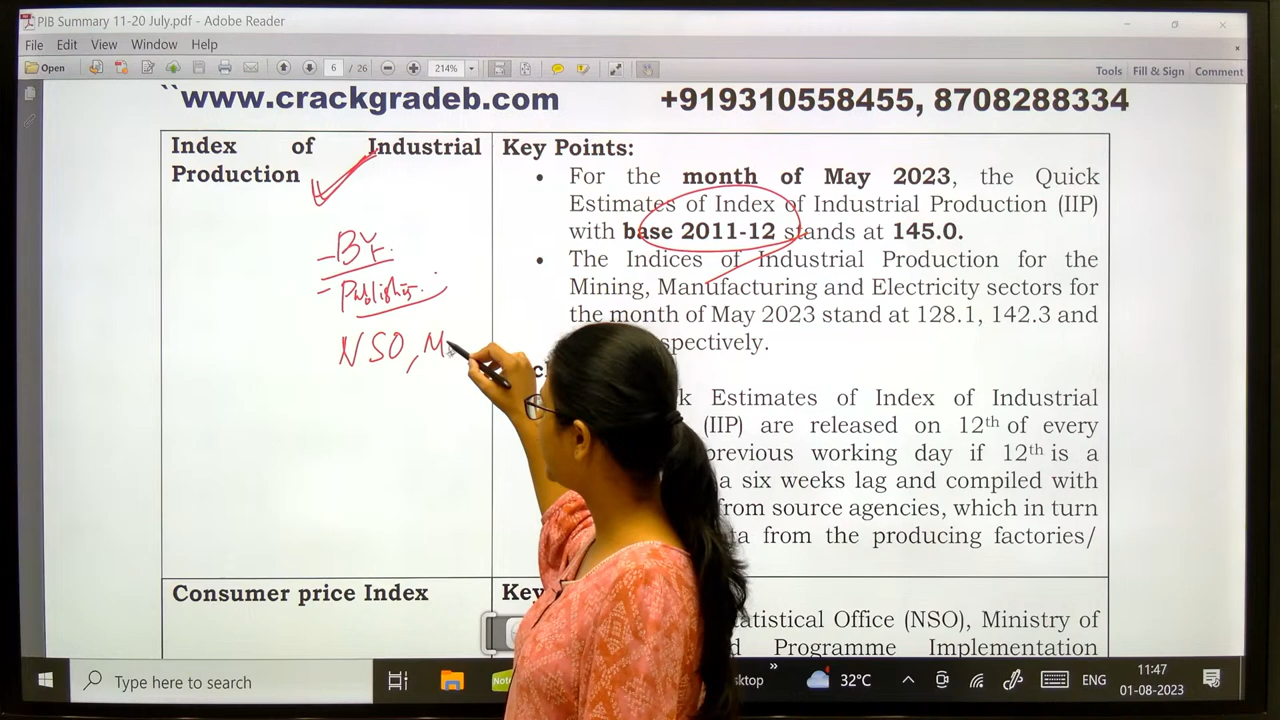 PIB Summary 11-20 July.pdf - Adobe Reader
File Edit View Window Help
Open 6 / 26 214% Tools Fill & Sign Comment
``www.crackgradeb.com +919310558455, 8708288334
Index of Industrial Production
Key Points:
• For the month of May 2023, the Quick
Estimates of Index of Industrial Production (IIP)
with base 2011-12 stands at 145.0.
• The Indices of Industrial Production for the
Mining, Manufacturing and Electricity sectors for
the month of May 2023 stand at 128.1, 142.3 and
spectively.
- BY.
- Publisher.
NSO, M
k Estimates of Index of Industrial
(IIP) are released on 12th of every
previous working day if 12th is a
a six weeks lag and compiled with
from source agencies, which in turn
ta from the producing factories/
Consumer price Index
Key
atistical Office (NSO), Ministry of
d Programme Implementation
Type here to search
Not
sktop
32°C
ENG
11:47
01-08-2023